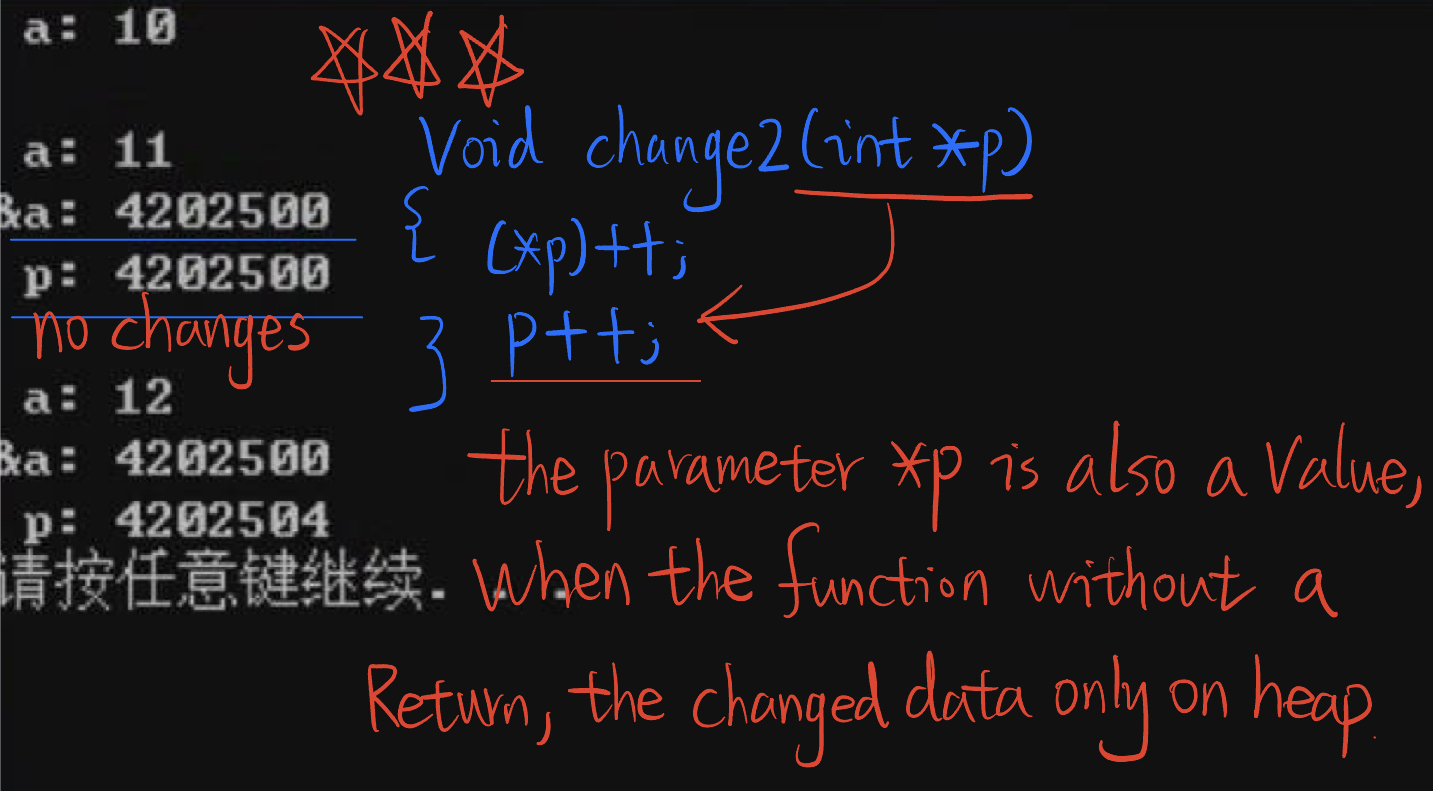 a: 10
Void change2(int *p)
a: 11
{
&a: 4202500
(*p)++;
p: 4202500
no changes
p++;
}
a: 12
&a: 4202500
the parameter *p is also a Value,
p: 4202504
请按任意键继续. . .
when the function without a
Return, the changed data only on heap.